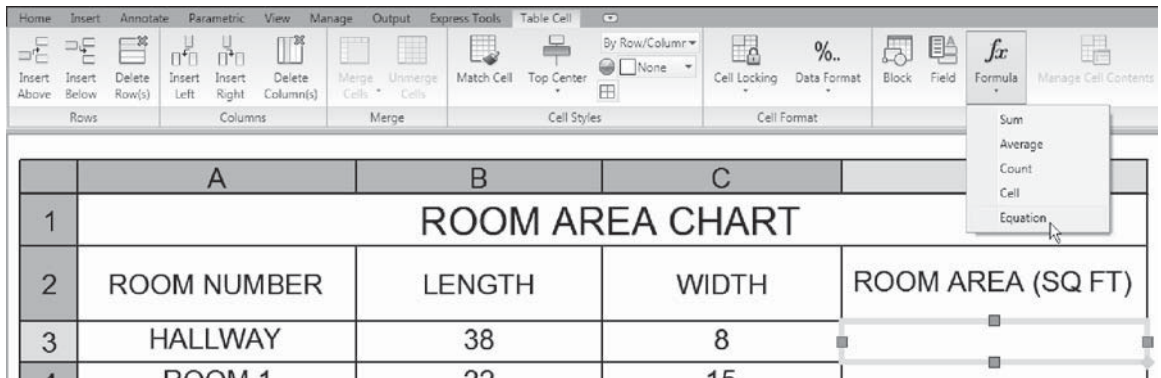 Home Insert Annotate Parametric View Manage Output Express Tools Table Cell
Insert Above Insert Below Delete Row(s) Insert Left Insert Right Delete Column(s) Merge Cells Unmerge Cells Match Cell Top Center By Row/Column None Cell Locking %.. Data Format Block Field fx Formula Manage Cell Contents
Rows Columns Merge Cell Styles Cell Format
Sum
Average
Count
Cell
Equation
A B C
1 ROOM AREA CHART
2 ROOM NUMBER LENGTH WIDTH ROOM AREA (SQ FT)
3 HALLWAY 38 8